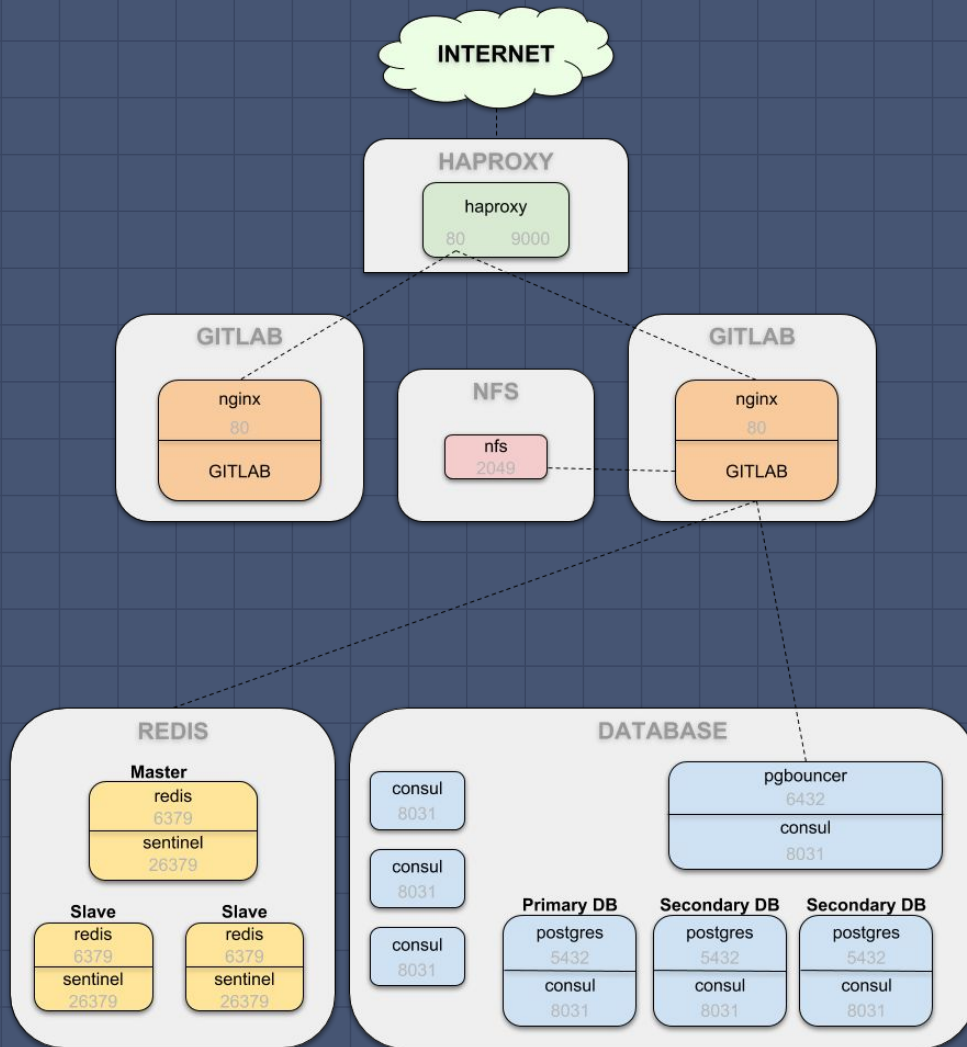 INTERNET
HAPROXY
haproxy
80 9000
GITLAB
nginx
80
GITLAB
NFS
nfs
2049
GITLAB
nginx
80
GITLAB
REDIS
Master
redis
6379
sentinel
26379
Slave
redis
6379
sentinel
26379
Slave
redis
6379
sentinel
26379
DATABASE
consul
8031
consul
8031
consul
8031
pgbouncer
6432
consul
8031
Primary DB
postgres
5432
consul
8031
Secondary DB
postgres
5432
consul
8031
Secondary DB
postgres
5432
consul
8031